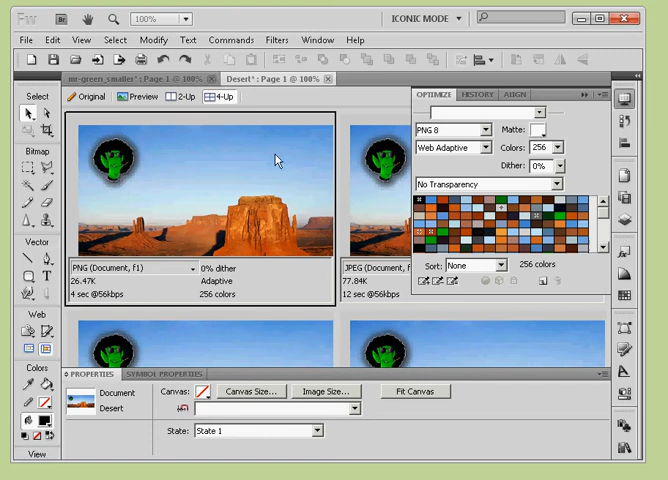 Fw Br 100% ICONIC MODE
File Edit View Select Modify Text Commands Filters Window Help
mr-green_smaller* : Page 1 @ 100% Desert* : Page 1 @ 100%
Select
Original Preview 2-Up 4-Up
OPTIMIZE HISTORY ALIGN
PNG 8 Matte:
Web Adaptive Colors: 256
Dither: 0%
No Transparency
Bitmap
Vector
Web
Colors
View
PNG (Document, f1) 0% dither
26.47K Adaptive
4 sec @56kbps 256 colors
JPEG (Document, f1)
77.84K
12 sec @56kbps
Sort: None 256 colors
PROPERTIES SYMBOL PROPERTIES
Document
Desert
Canvas: Canvas Size... Image Size... Fit Canvas
State: State 1